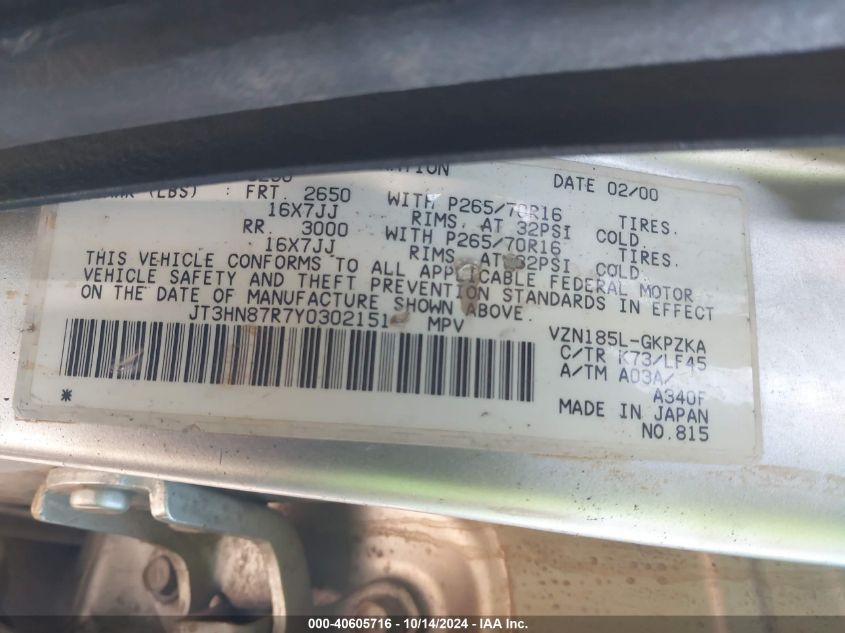 DATE 02/00
(LBS) : FRT. 2650 WITH P265/70R16 TIRES.
16X7JJ RIMS, AT 32PSI COLD.
RR. 3000 WITH P265/70R16 TIRES.
16X7JJ RIMS, AT 32PSI COLD.
THIS VEHICLE CONFORMS TO ALL APPLICABLE FEDERAL MOTOR
VEHICLE SAFETY AND THEFT PREVENTION STANDARDS IN EFFECT
ON THE DATE OF MANUFACTURE SHOWN ABOVE.
JT3HN87R7Y0302151 MPV
VZN185L-GKPZKA
C/TR K73/LF45
A/TM A03A/
A340F
MADE IN JAPAN
NO.815
*
000-40605716 - 10/14/2024 - IAA Inc.